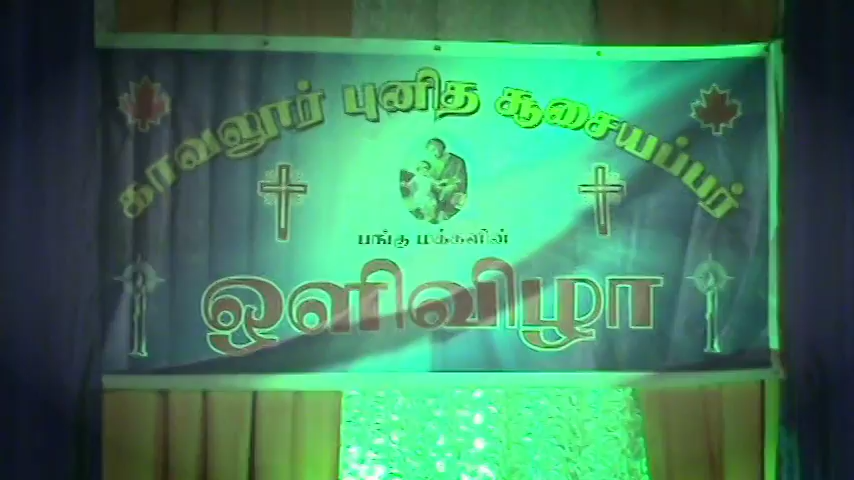 காவலூர் புனித சூசையப்பர்
பங்கு மக்களின்
ஒளிவிழா